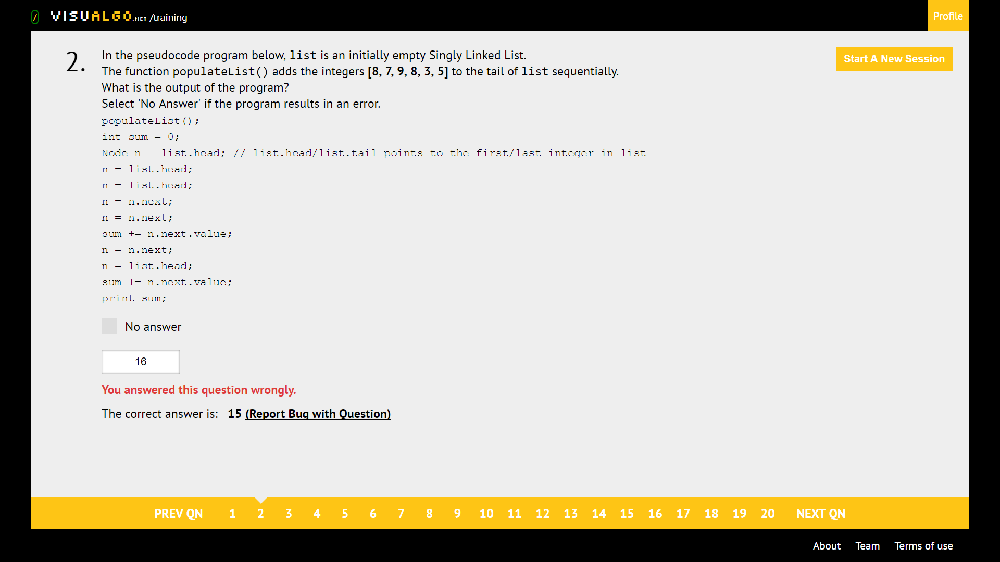 7 VISUALGO.NET /training
Profile
2.
In the pseudocode program below, list is an initially empty Singly Linked List.
Start A New Session
The function populateList() adds the integers [8, 7, 9, 8, 3, 5] to the tail of list sequentially.
What is the output of the program?
Select 'No Answer' if the program results in an error.
populateList();
int sum = 0;
Node n = list.head; // list.head/list.tail points to the first/last integer in list
n = list.head;
n = list.head;
n = n.next;
n = n.next;
sum += n.next.value;
n = n.next;
n = list.head;
sum += n.next.value;
print sum;
No answer
16
You answered this question wrongly.
The correct answer is: 15 (Report Bug with Question)
PREV QN 1 2 3 4 5 6 7 8 9 10 11 12 13 14 15 16 17 18 19 20 NEXT QN
About Team Terms of use